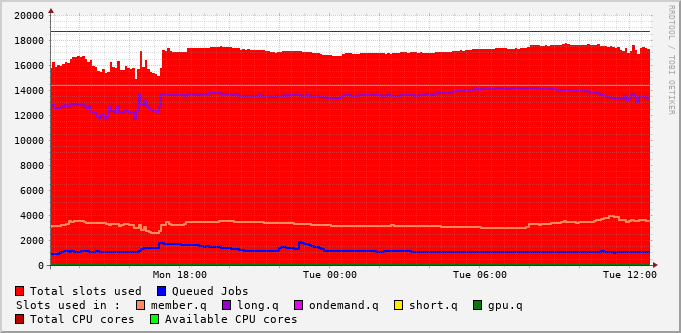 20000
18000
16000
14000
12000
10000
8000
6000
4000
2000
0
Mon 18:00 Tue 00:00 Tue 06:00 Tue 12:00
Total slots used Queued Jobs
Slots used in : member.q long.q ondemand.q short.q gpu.q
Total CPU cores Available CPU cores
RRDTOOL / TOBI OETIKER